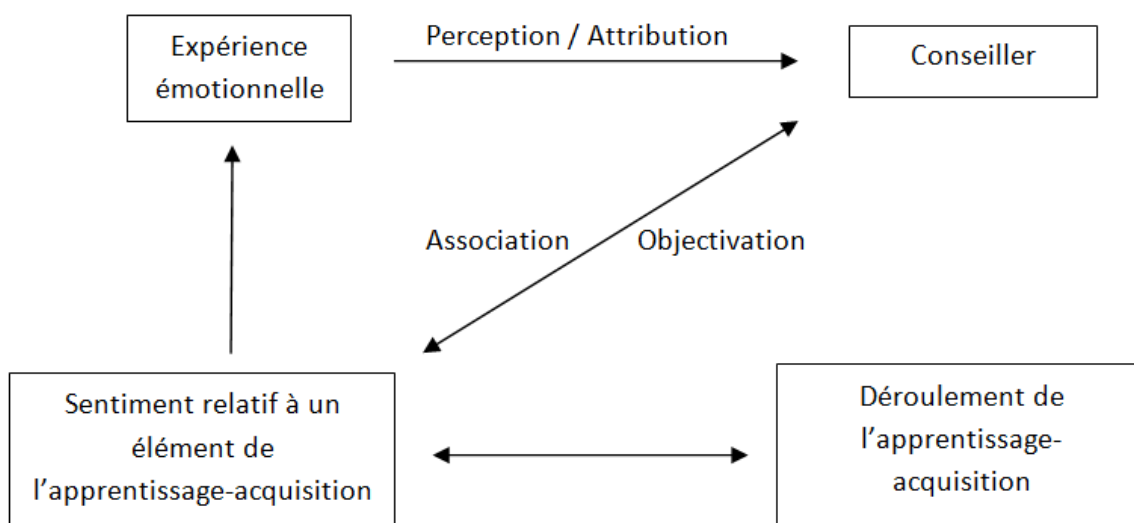 Expérience
émotionnelle
Perception / Attribution
Conseiller
Association
Objectivation
Sentiment relatif à un
élément de
l’apprentissage-acquisition
Déroulement de
l’apprentissage-
acquisition